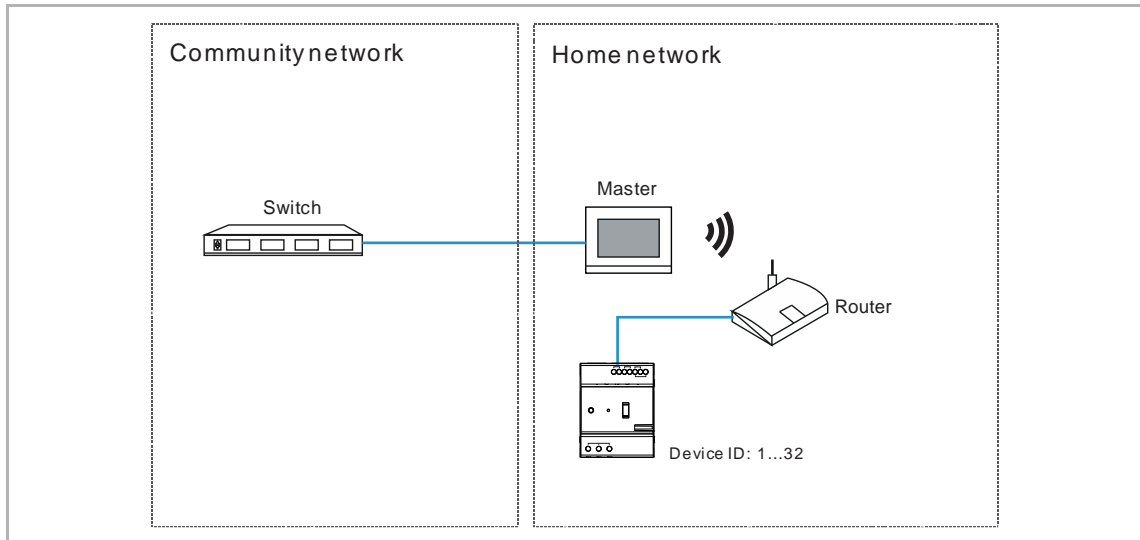 Community network
Home network
Master
Switch
Router
Device ID: 1...32